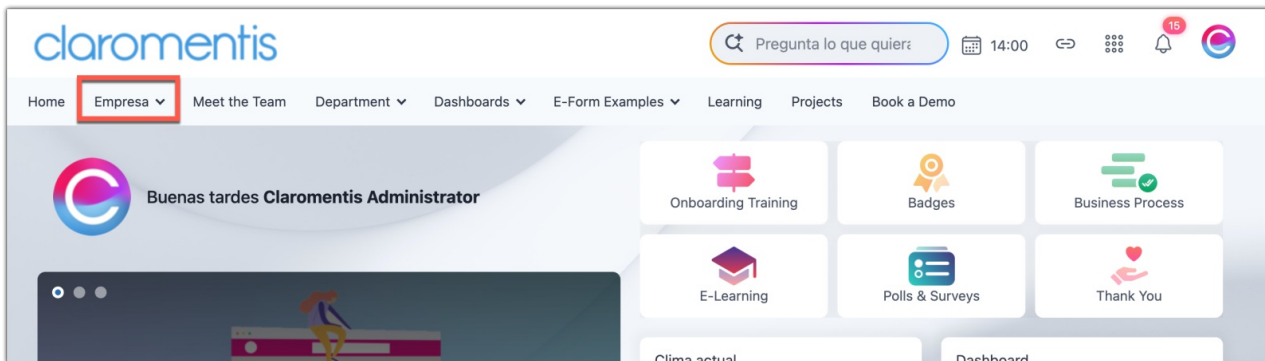 claromentis
Pregunta lo que quiera
14:00
15
Home Empresa Meet the Team Department Dashboards E-Form Examples Learning Projects Book a Demo
Buenas tardes Claromentis Administrator
Onboarding Training
Badges
Business Process
E-Learning
Polls & Surveys
Thank You
Clima actual
Dashboard